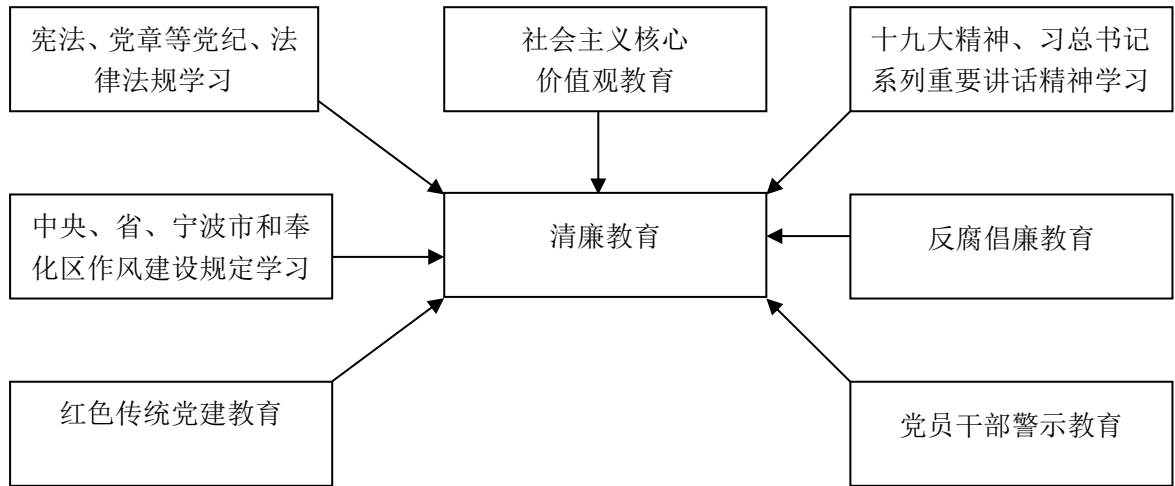 宪法、党章等党纪、法
律法规学习
社会主义核心
价值观教育
十九大精神、习总书记
系列重要讲话精神学习
中央、省、宁波市和奉
化区作风建设规定学习
清廉教育
反腐倡廉教育
红色传统党建教育
党员干部警示教育